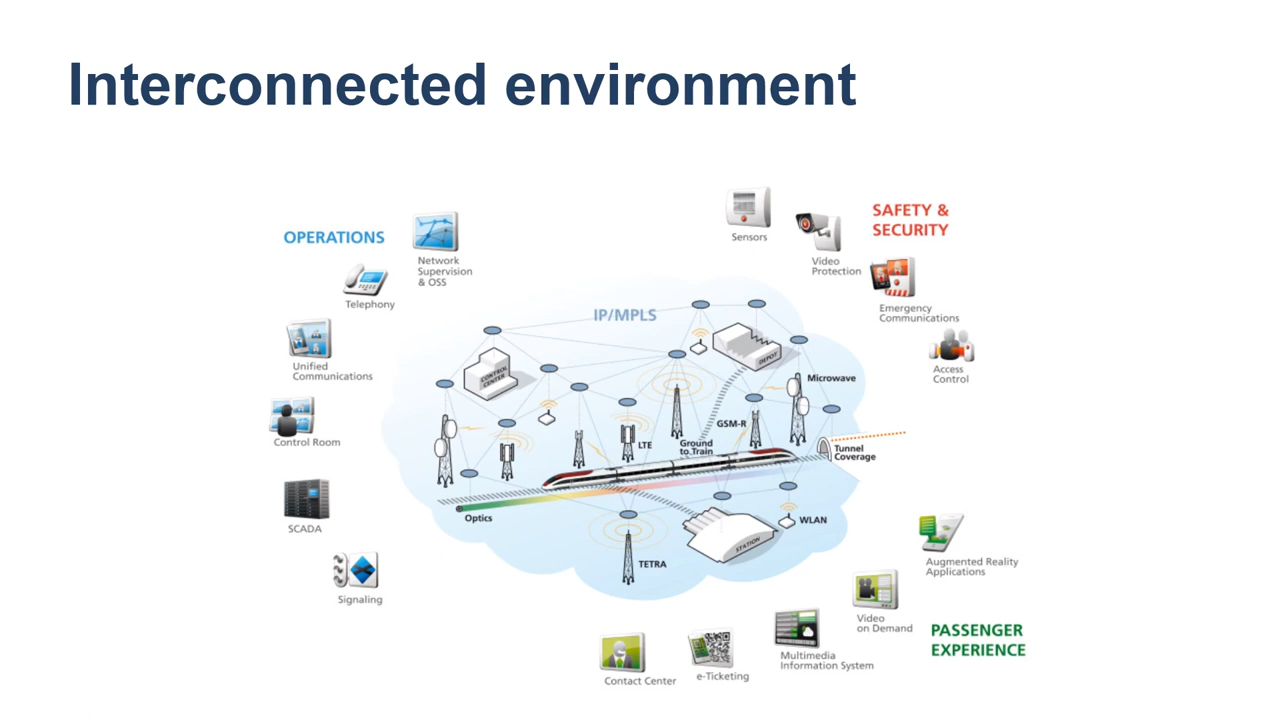 Interconnected environment
OPERATIONS
Network
Supervision
& OSS
Telephony
Unified
Communications
Control Room
SCADA
Signaling
Sensors
Video
Protection
SAFETY &
SECURITY
Emergency
Communications
Access
Control
IP/MPLS
CONTROL
CENTER
DEPOT
Microwave
GSM-R
LTE
Ground
to Train
Tunnel
Coverage
Optics
WLAN
STATION
TETRA
Augmented Reality
Applications
Video
on Demand
PASSENGER
EXPERIENCE
Multimedia
Information System
e-Ticketing
Contact Center